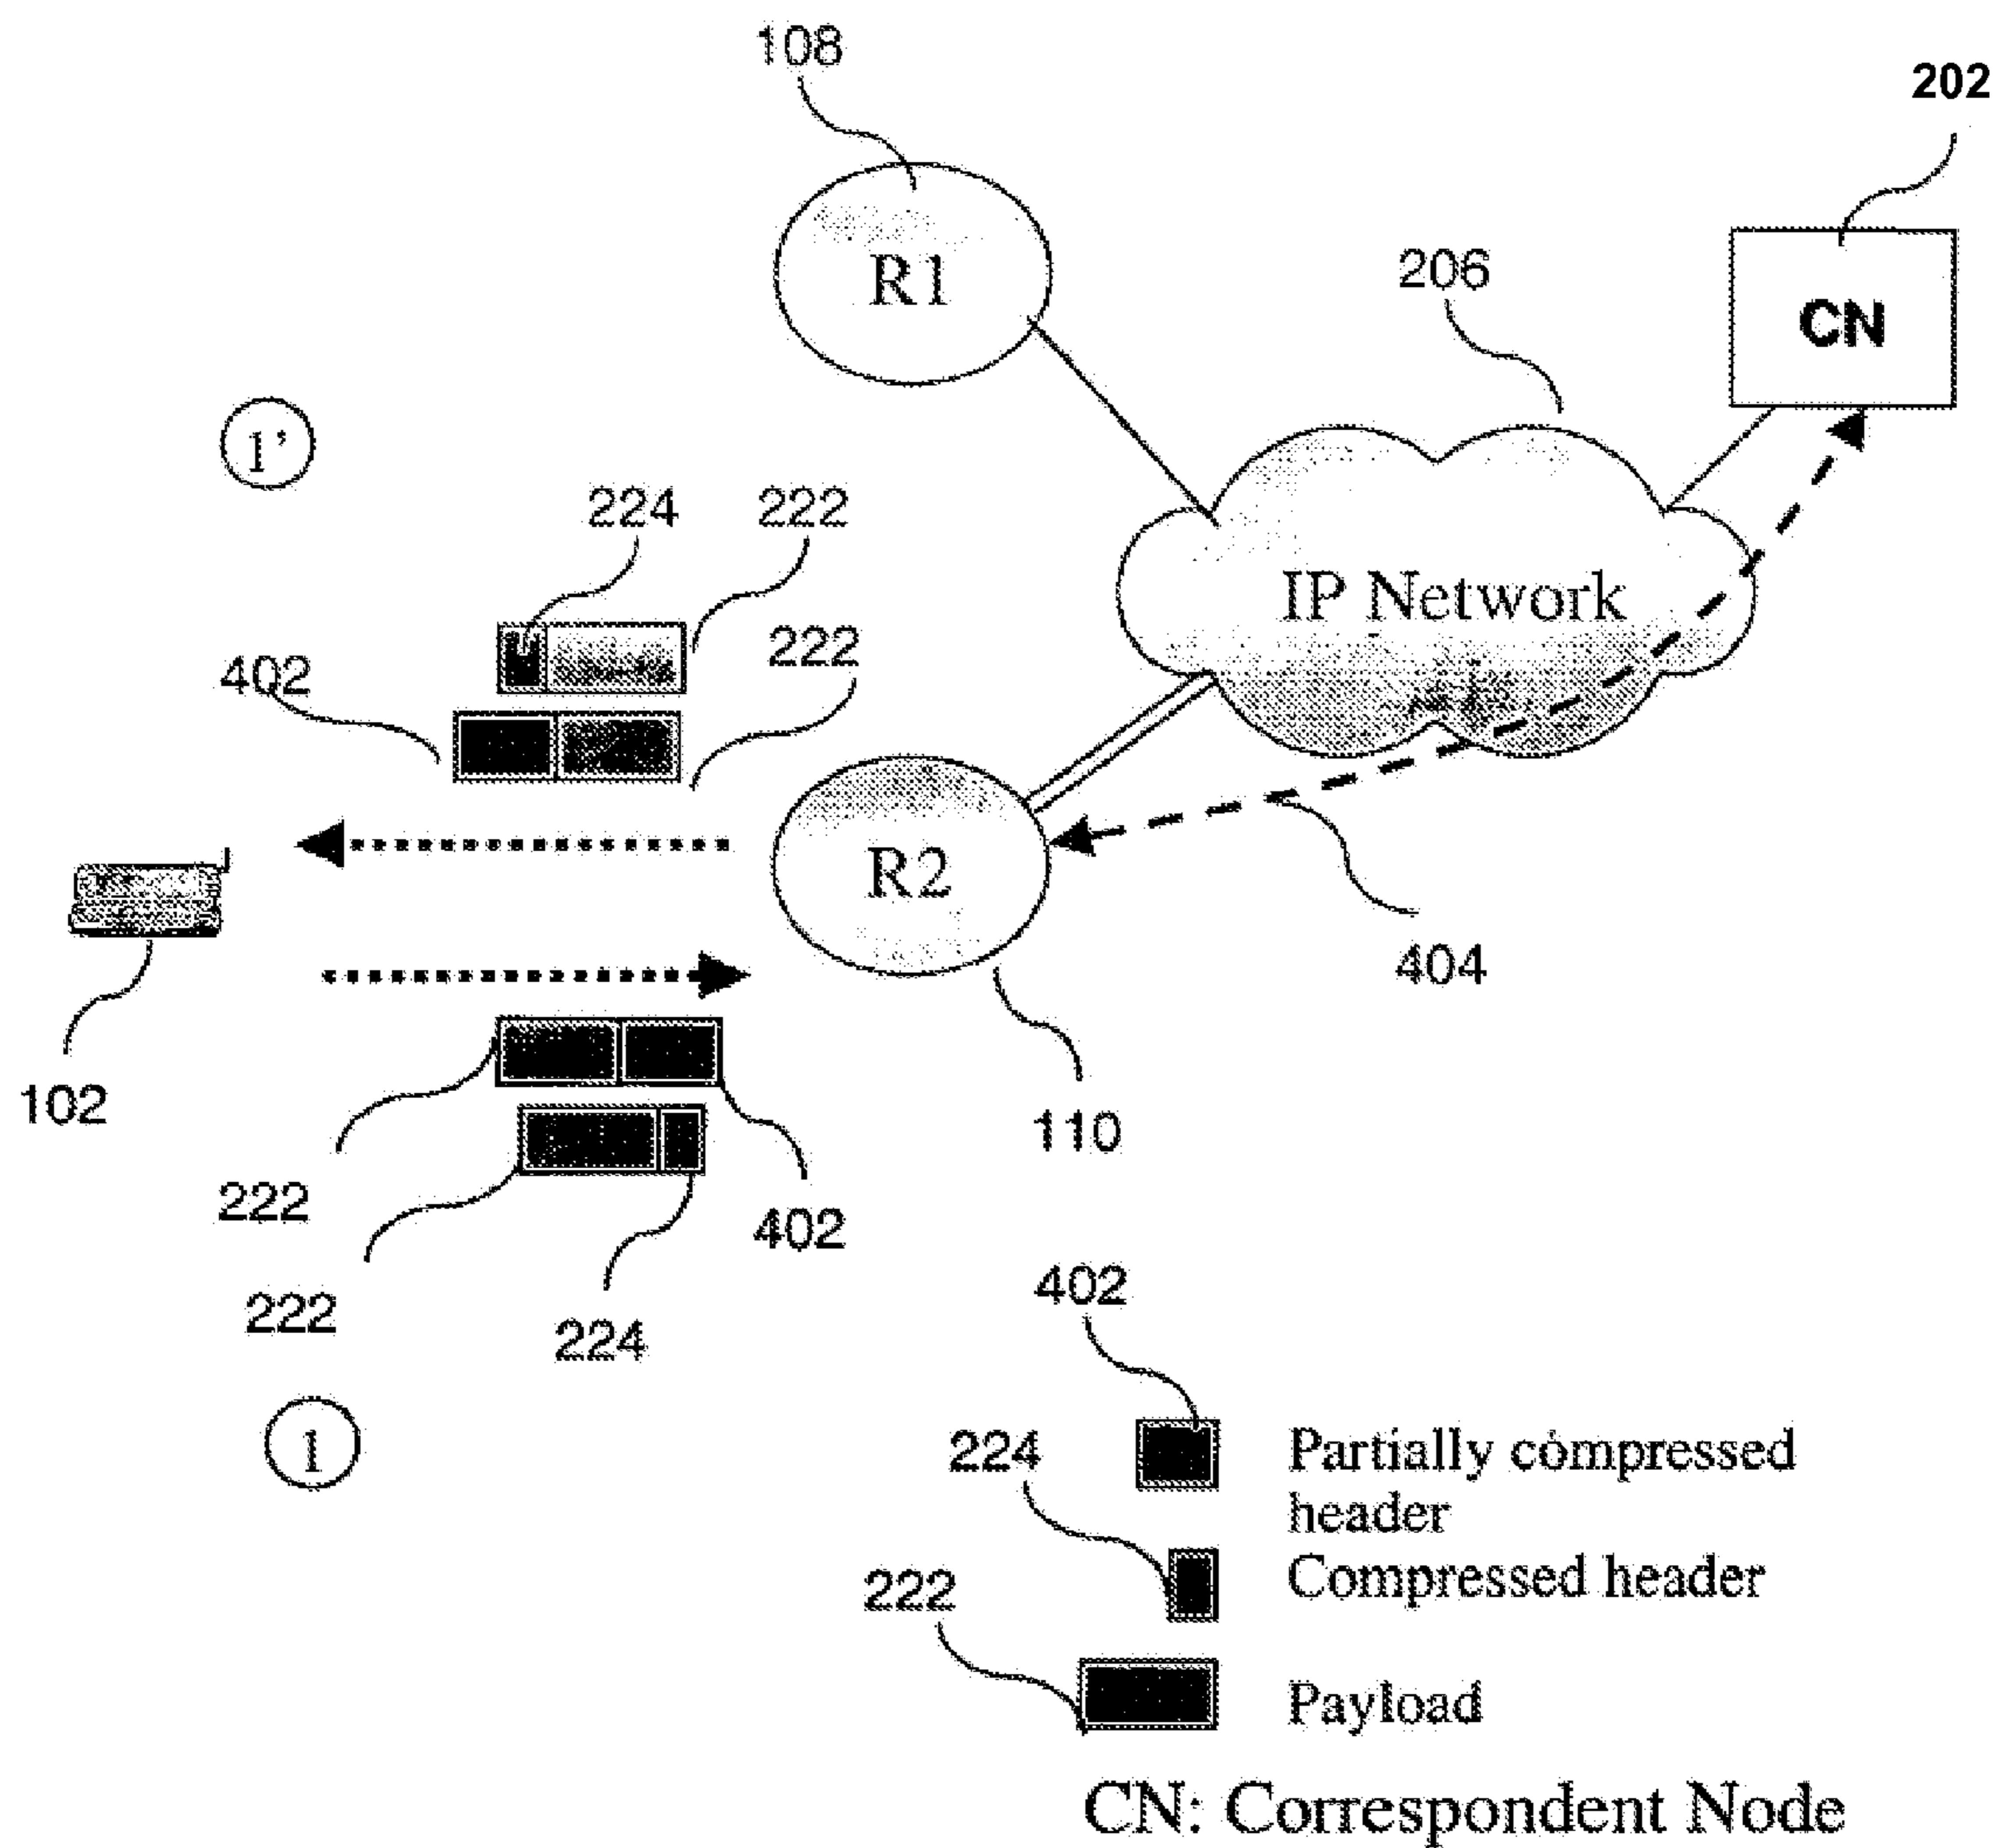 108
202
R1
206
CN
1'
224
222
IP Network
402
222
R2
404
102
110
222
402
222
224
402
1
224
Partially compressed
header
222
Compressed header
Payload
CN: Correspondent Node